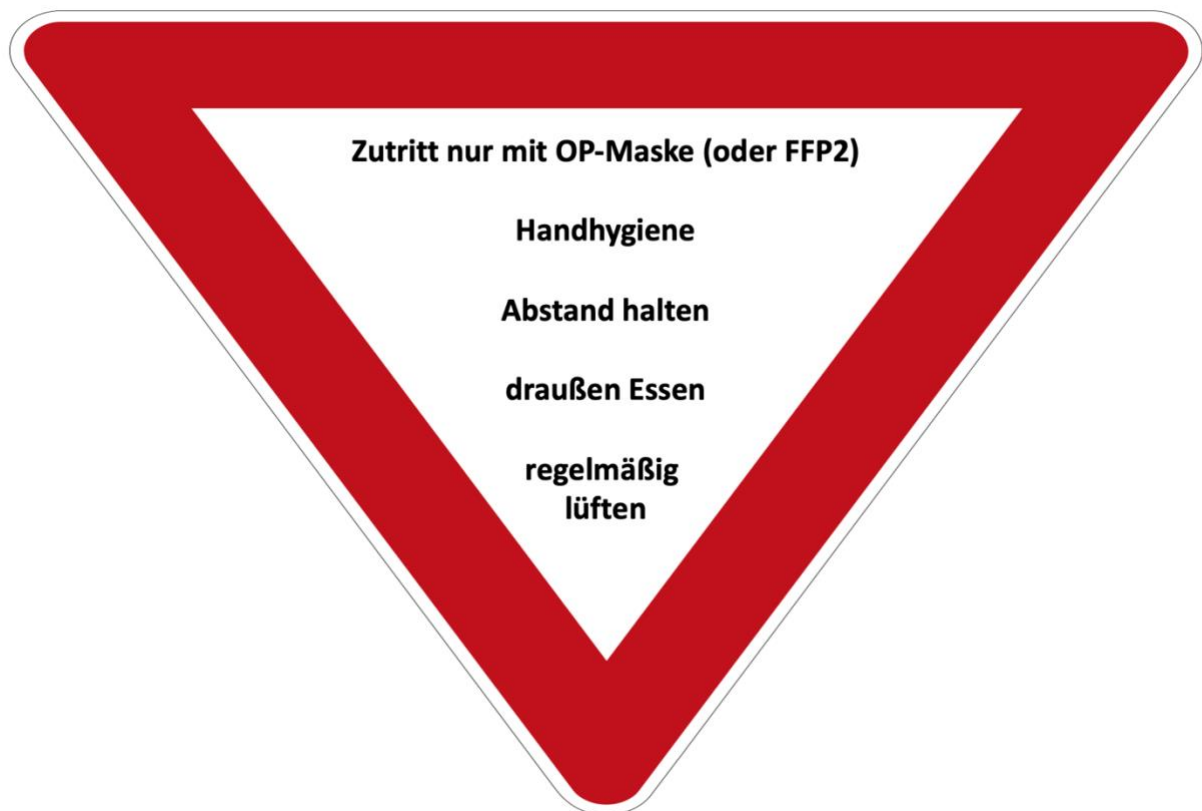 Zutritt nur mit OP-Maske (oder FFP2)
Handhygiene
Abstand halten
draußen Essen
regelmäßig
lüften